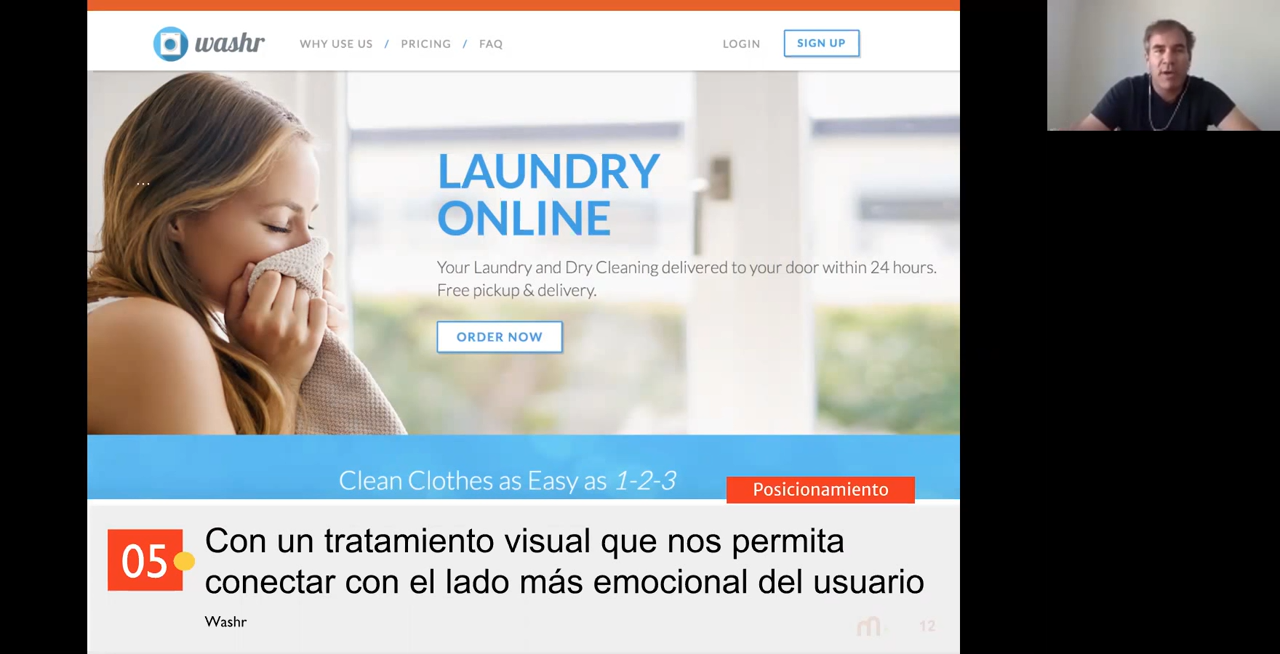 washr
WHY USE US / PRICING / FAQ
LOGIN
SIGN UP
LAUNDRY
ONLINE
Your Laundry and Dry Cleaning delivered to your door within 24 hours.
Free pickup & delivery.
ORDER NOW
Clean Clothes as Easy as 1-2-3
Posicionamiento
05
Con un tratamiento visual que nos permita
conectar con el lado más emocional del usuario
Washr
m
12